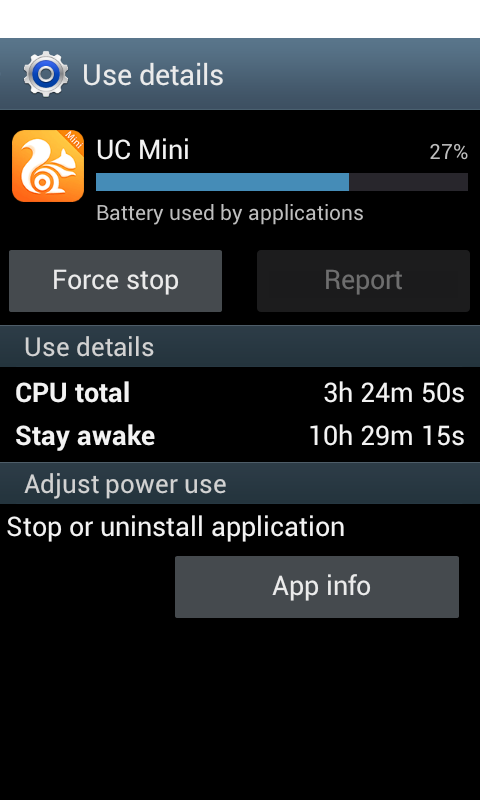 Use details
Mini
UC Mini
27%
Battery used by applications
Force stop
Report
Use details
CPU total 3h 24m 50s
Stay awake 10h 29m 15s
Adjust power use
Stop or uninstall application
App info